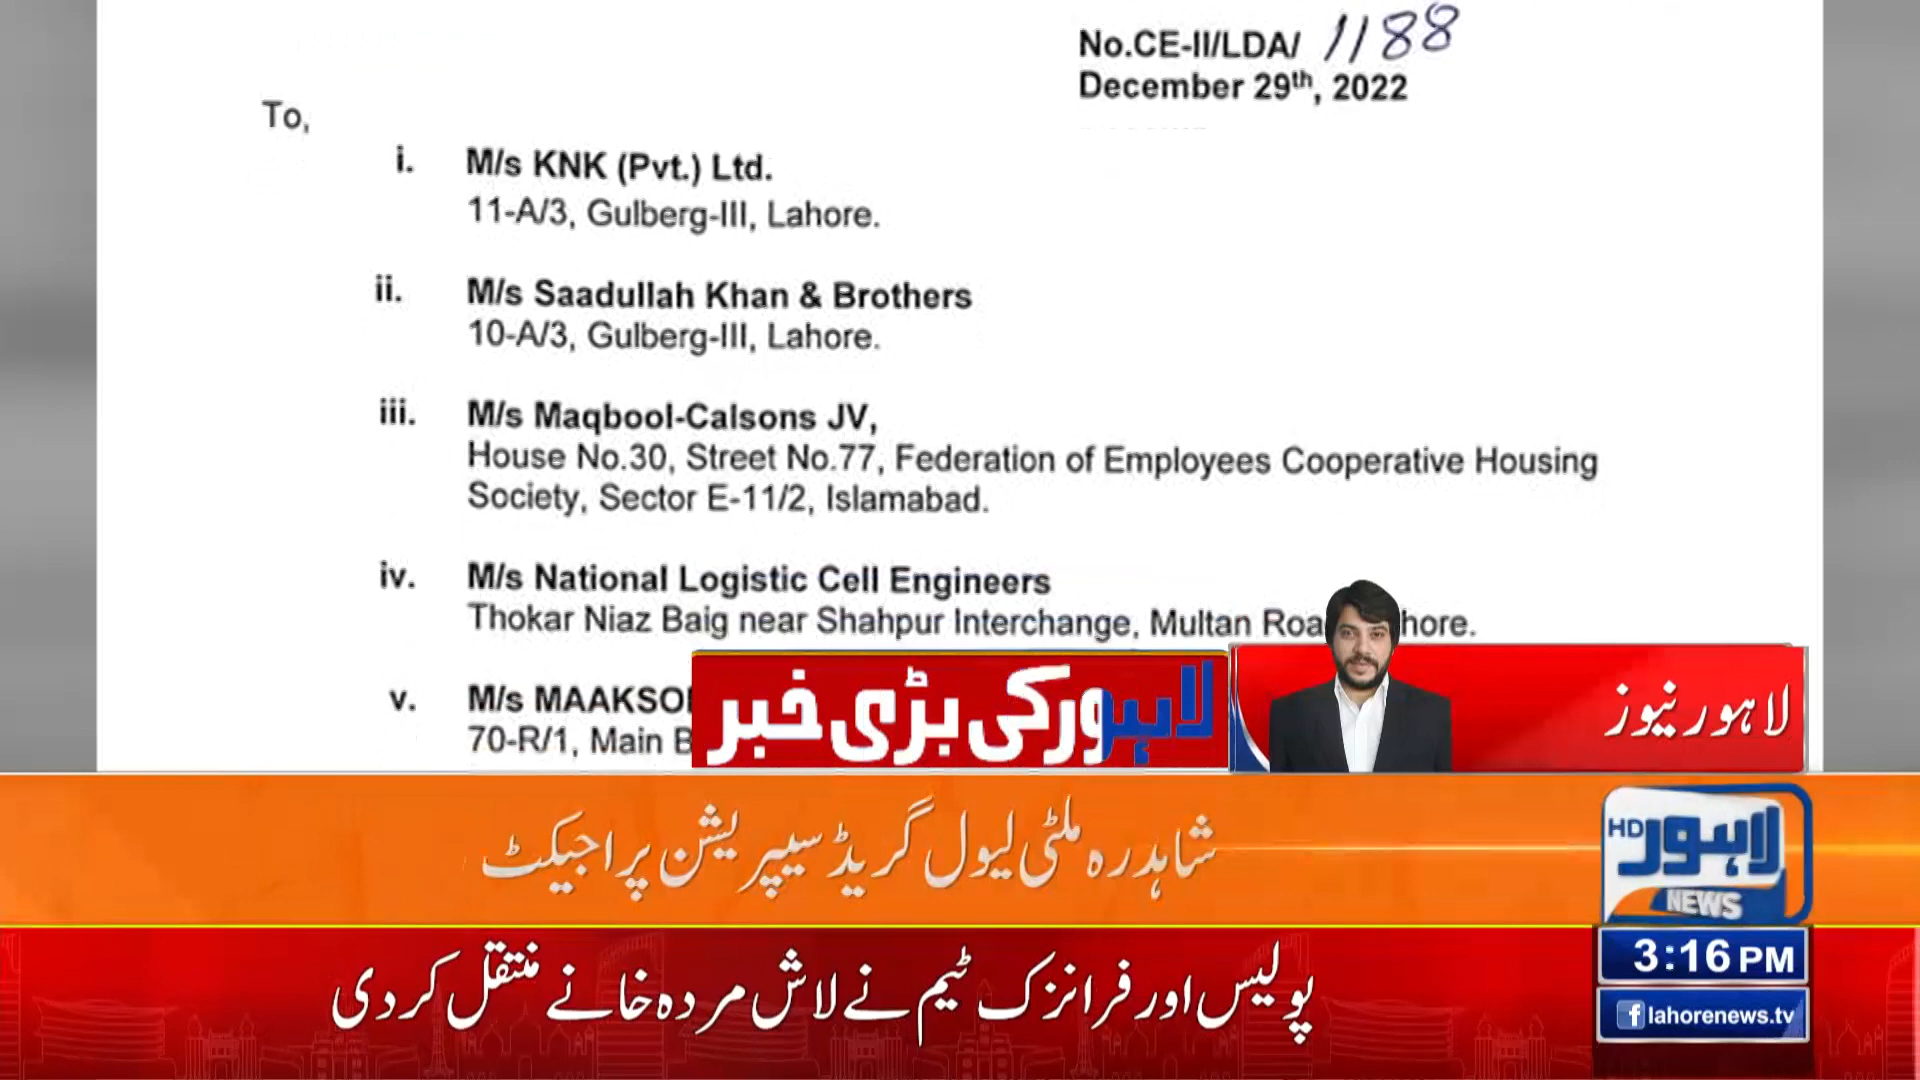 No.CE-II/LDA/ 1188
December 29th, 2022
To,
i. M/s KNK (Pvt.) Ltd.
11-A/3, Gulberg-III, Lahore.
ii. M/s Saadullah Khan & Brothers
10-A/3, Gulberg-III, Lahore.
iii. M/s Maqbool-Calsons JV,
House No.30, Street No.77, Federation of Employees Cooperative Housing
Society, Sector E-11/2, Islamabad.
iv. M/s National Logistic Cell Engineers
Thokar Niaz Baig near Shahpur Interchange, Multan Roa hore.
v. M/s MAAKSO
70-R/1, Main B
لاہور کی بڑی خبر
لاہور نیوز
شاہدرہ ملٹی لیول گریڈ سیپریشن پراجیکٹ
لاہور HD
NEWS
پولیس اور فرانزک ٹیم نے لاش مردہ خانے منتقل کر دی
3:16 PM
lahorenews.tv